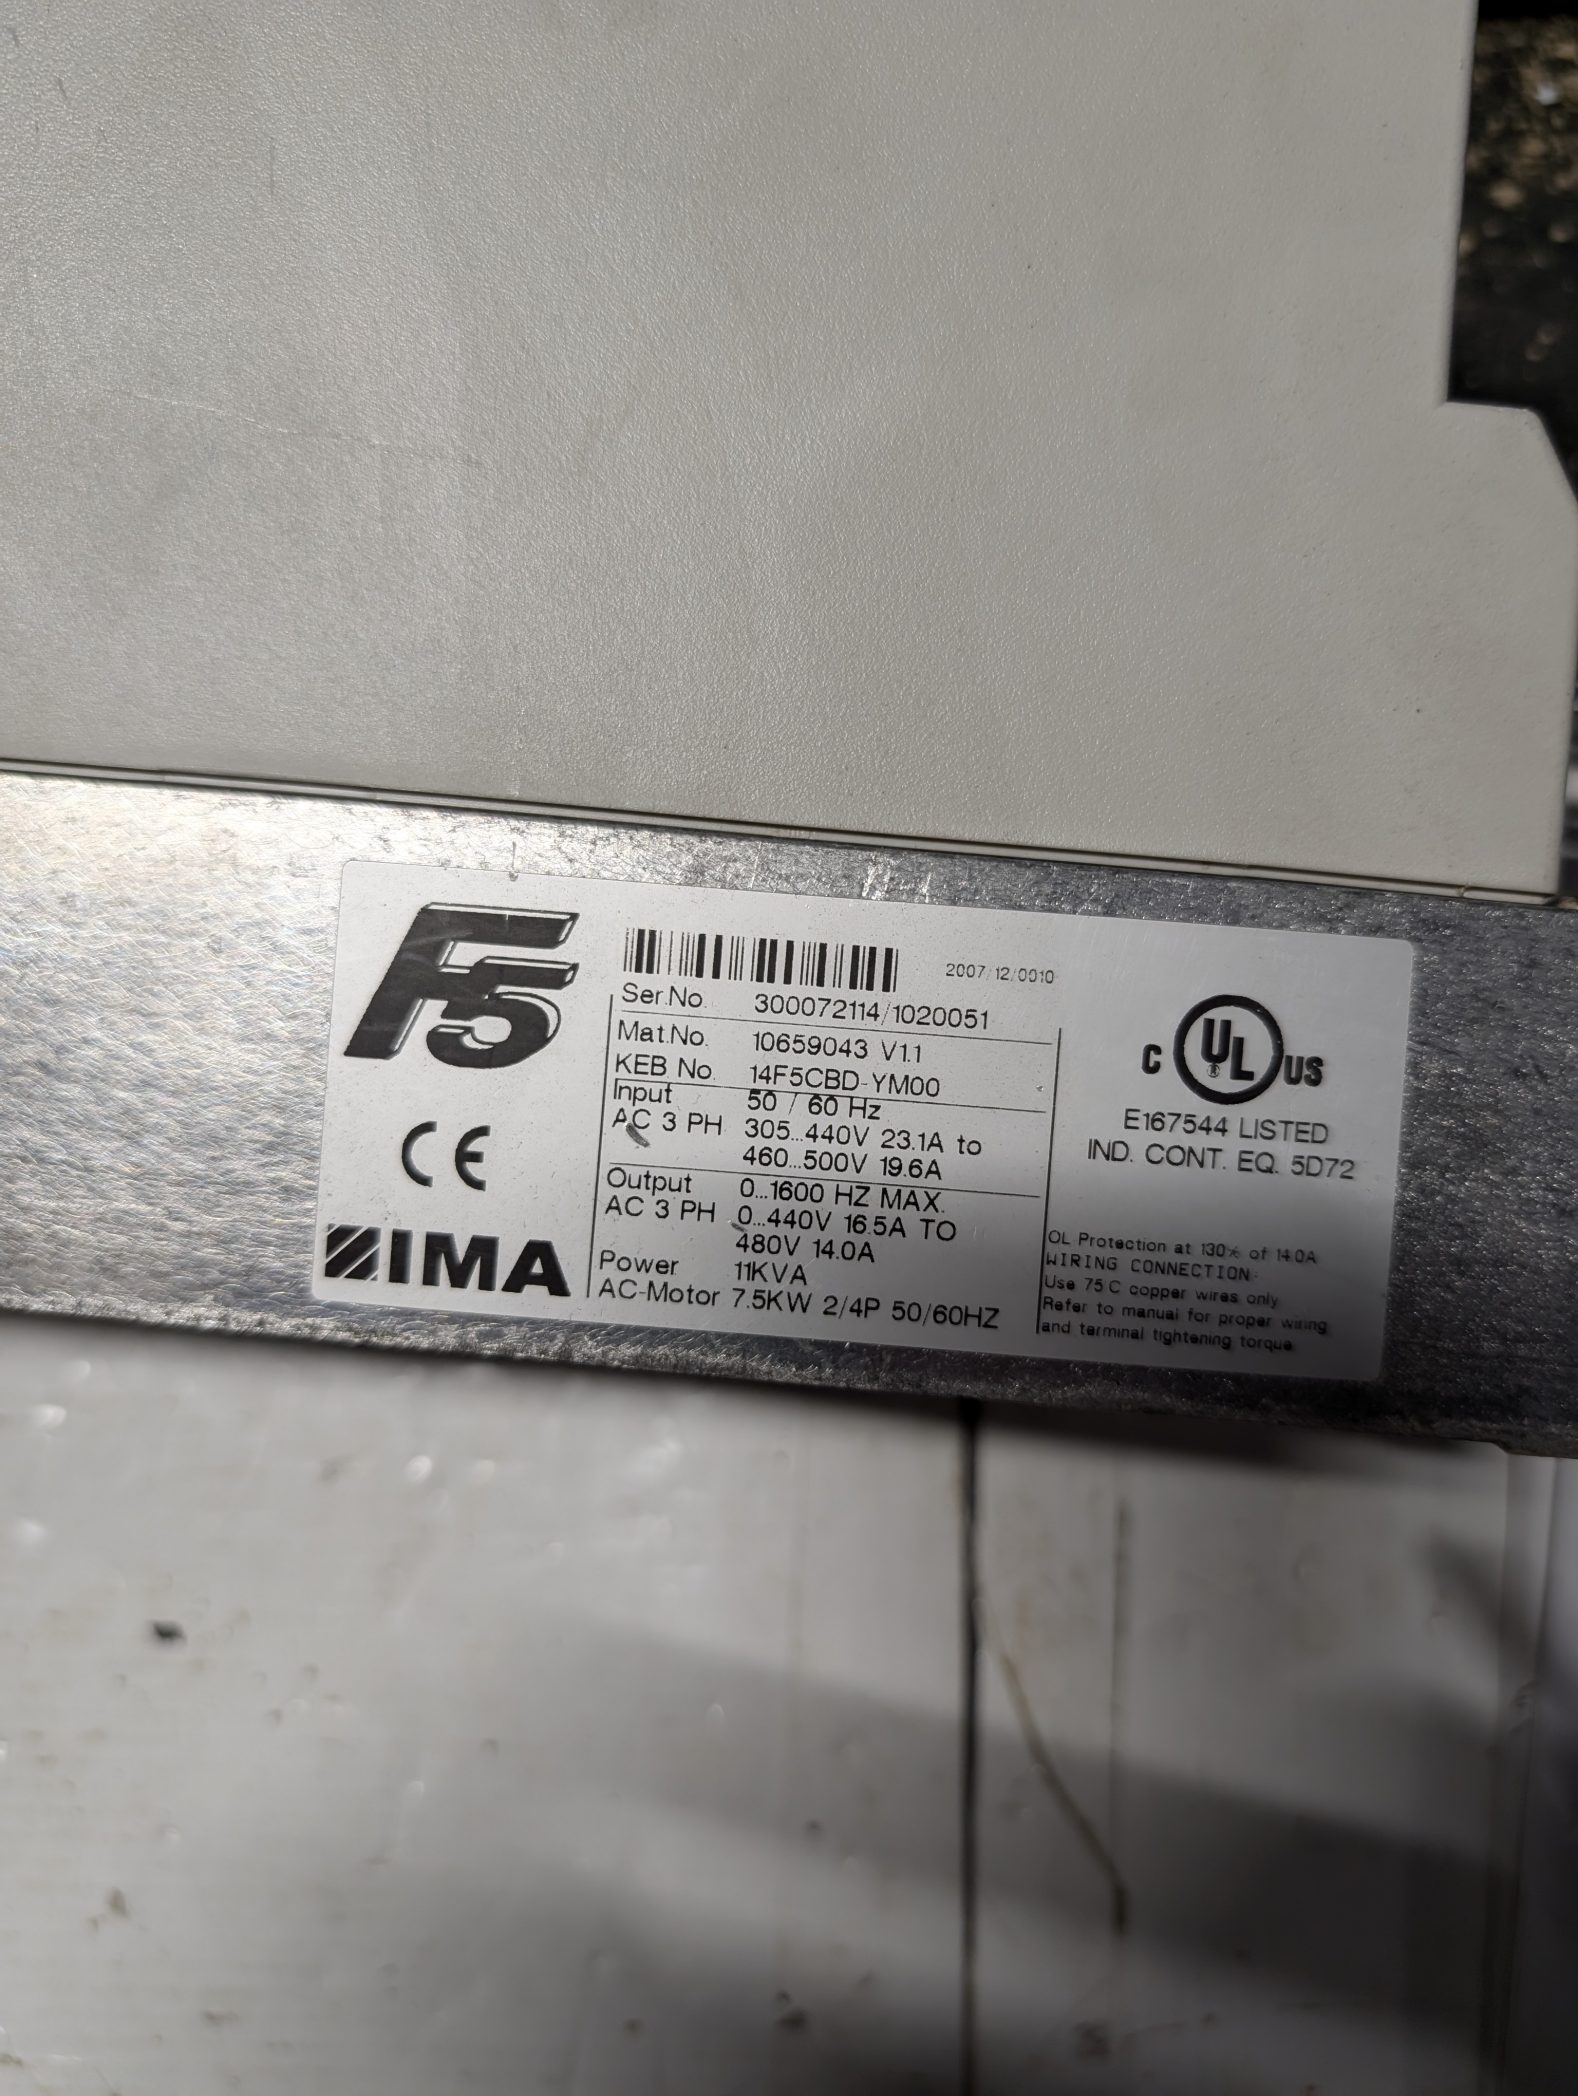 F5
2007/12/0010
Ser.No. 300072114/1020051
Mat.No. 10659043 V1.1
KEB No. 14F5CBD-YM00
Input 50 / 60 Hz
AC 3 PH 305...440V 23.1A to
460...500V 19.6A
Output 0...1600 HZ MAX.
AC 3 PH 0...440V 16.5A TO
480V 14.0A
Power 11KVA
AC-Motor 7.5KW 2/4P 50/60HZ
CE
IMA
C UL® US
E167544 LISTED
IND. CONT. EQ. 5D72
OL Protection at 130% of 14.0A
WIRING CONNECTION:
Use 75 C copper wires only
Refer to manual for proper wiring
and terminal tightening torque